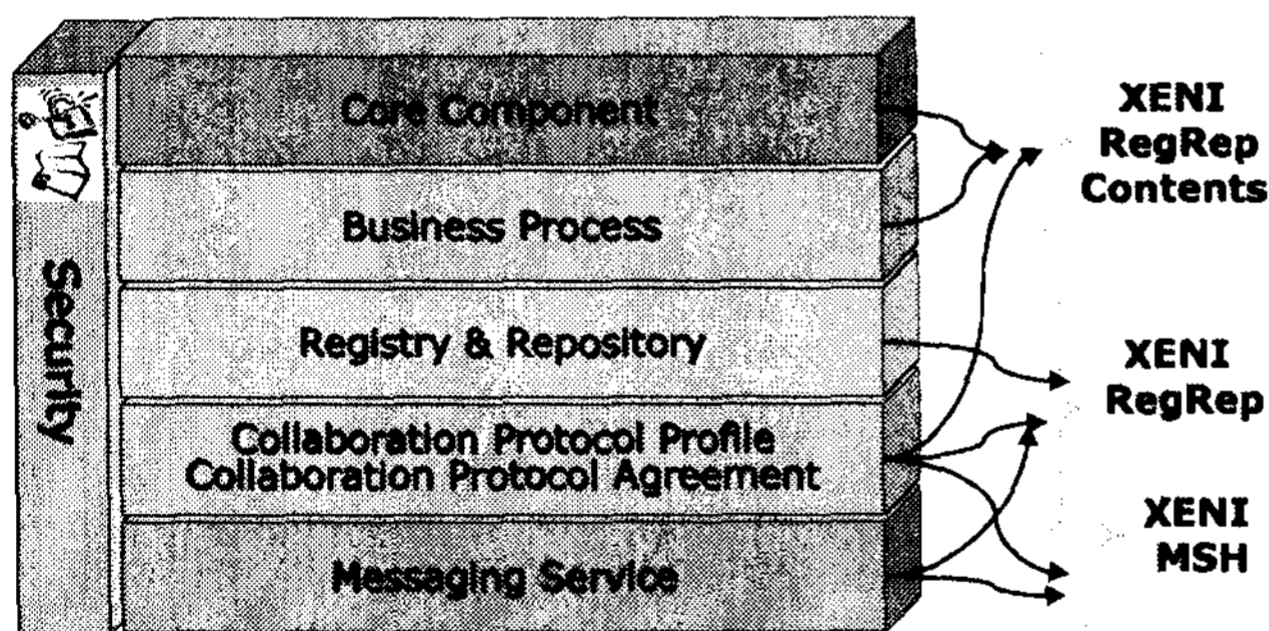 Security
Core Component
Business Process
Registry & Repository
Collaboration Protocol Profile
Collaboration Protocol Agreement
Messaging Service
XENI
RegRep
Contents
XENI
RegRep
XENI
MSH